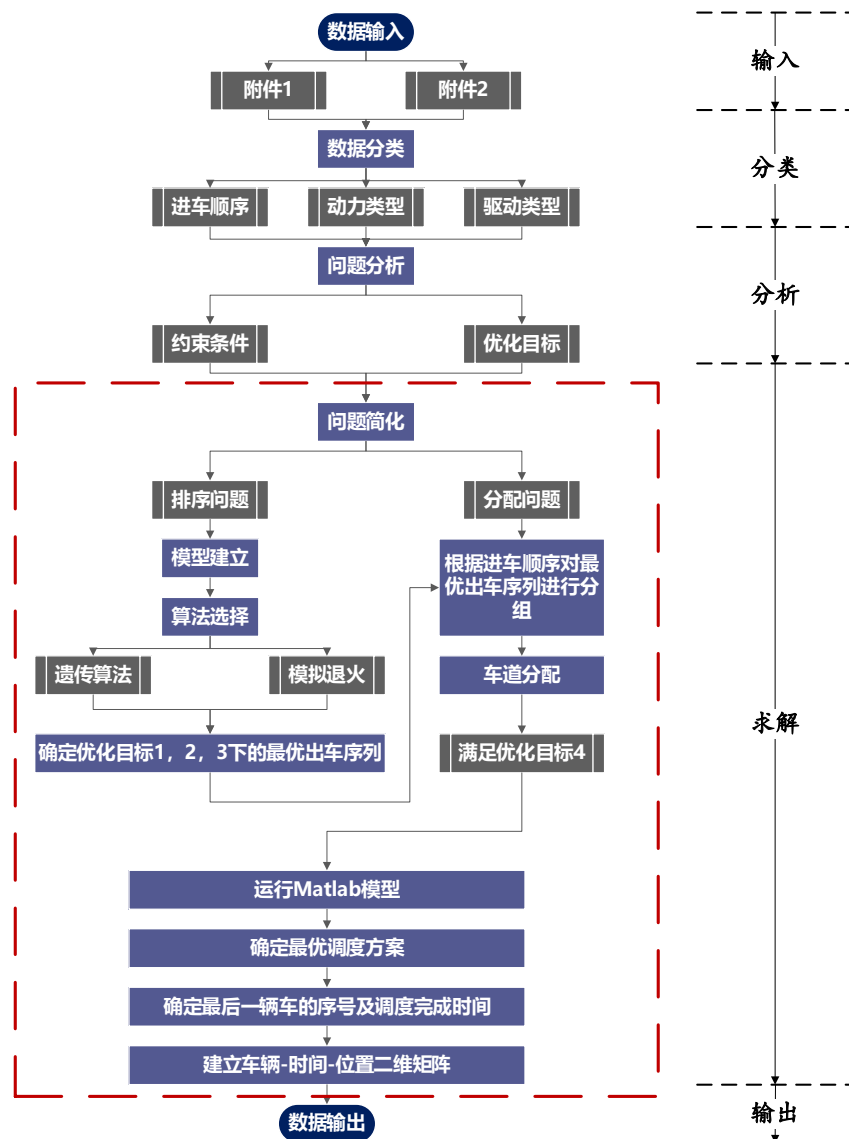 数据输入
输入
附件1
附件2
数据分类
分类
进车顺序
动力类型
驱动类型
问题分析
分析
约束条件
优化目标
问题简化
排序问题
分配问题
模型建立
根据进车顺序对最
优出车序列进行分
组
算法选择
遗传算法
模拟退火
车道分配
求解
确定优化目标1，2，3下的最优出车序列
满足优化目标4
运行Matlab模型
确定最优调度方案
确定最后一辆车的序号及调度完成时间
建立车辆-时间-位置二维矩阵
数据输出
输出